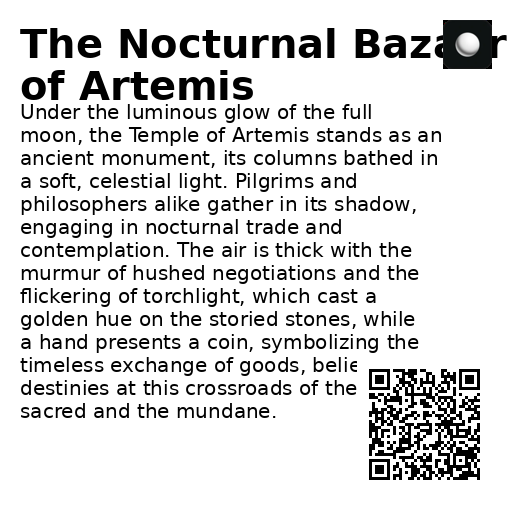 The Nocturnal Bazaar
of Artemis
Under the luminous glow of the full
moon, the Temple of Artemis stands as an
ancient monument, its columns bathed in
a soft, celestial light. Pilgrims and
philosophers alike gather in its shadow,
engaging in nocturnal trade and
contemplation. The air is thick with the
murmur of hushed negotiations and the
flickering of torchlight, which cast a
golden hue on the storied stones, while
a hand presents a coin, symbolizing the
timeless exchange of goods,
destinies at this crossroads of the
sacred and the mundane.